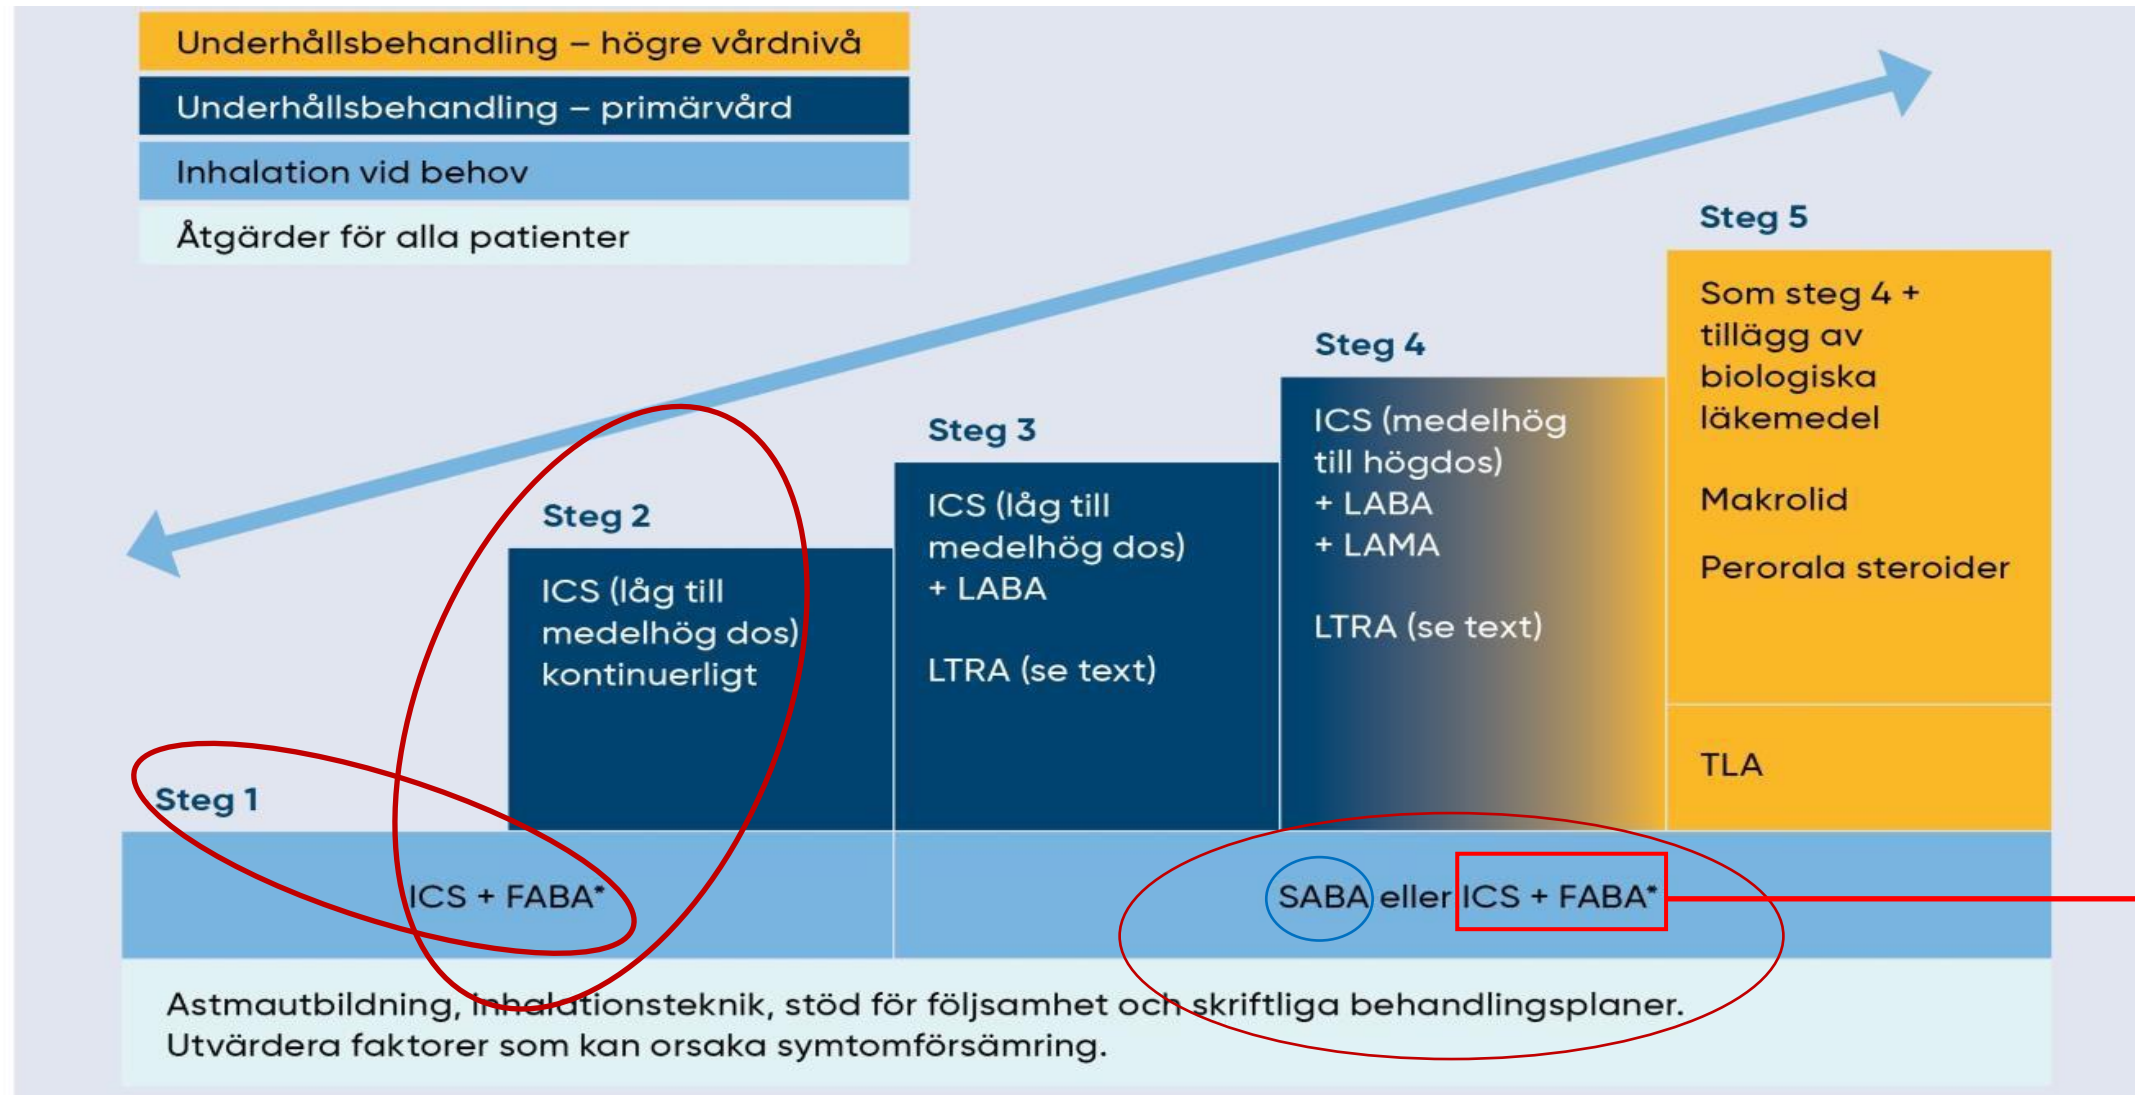 Underhållsbehandling – högre vårdnivå
Underhållsbehandling – primärvård
Inhalation vid behov
Åtgärder för alla patienter
Steg 1
Steg 2
ICS (låg till
medelhög dos)
kontinuerligt
Steg 3
ICS (låg till
medelhög dos)
+ LABA
LTRA (se text)
Steg 4
ICS (medelhög
till högdos)
+ LABA
+ LAMA
LTRA (se text)
Steg 5
Som steg 4 +
tillägg av
biologiska
läkemedel
Makrolid
Perorala steroider
TLA
ICS + FABA*
SABA eller ICS + FABA*
Astmautbildning, inhalationsteknik, stöd för följsamhet och skriftliga behandlingsplaner.
Utvärdera faktorer som kan orsaka symtomförsämring.